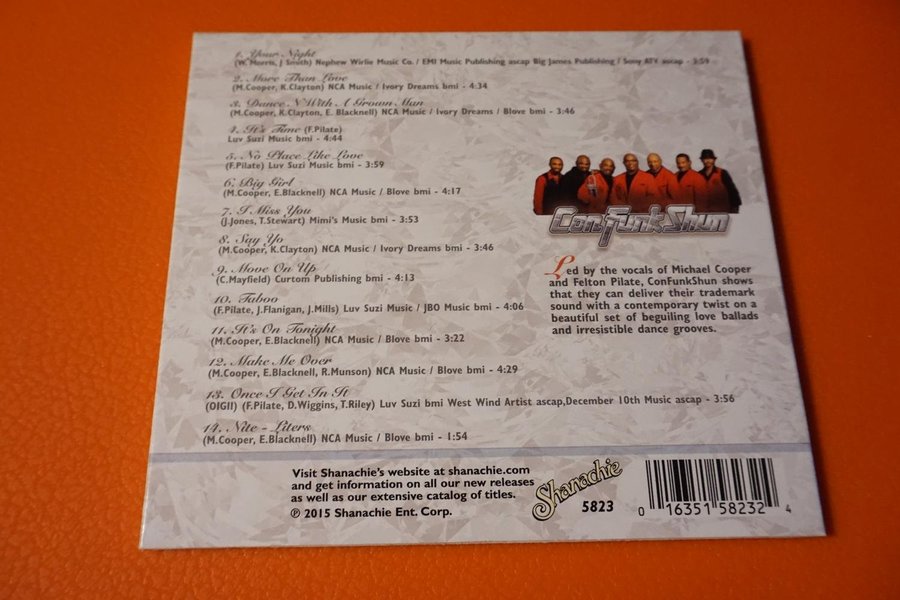 1. Your Night
(W. Morris, J Smith) Nephew Wirlie Music Co. / EMI Music Publishing ascap Big James Publishing / Sony ATV ascap - 3:59
2. More Than Love
(M.Cooper, K.Clayton) NCA Music / Ivory Dreams bmi - 4:34
3. Dance N With A Grown Man
(M.Cooper, K.Clayton, E. Blacknell) NCA Music / Ivory Dreams / Blove bmi - 3:46
4. It's Time (F.Pilate)
Luv Suzi Music bmi - 4:44
5. No Place Like Love
(F.Pilate) Luv Suzi Music bmi - 3:59
6. Big Girl
(M.Cooper, E.Blacknell) NCA Music / Blove bmi - 4:17
7. I Miss You
(J.Jones, T.Stewart) Mimi's Music bmi - 3:53
8. Say Yo
(M.Cooper, K.Clayton) NCA Music / Ivory Dreams bmi - 3:46
9. Move On Up
(C.Mayfield) Curtom Publishing bmi - 4:13
10. Taboo
(F.Pilate, J.Flanigan, J.Mills) Luv Suzi Music / JBO Music bmi - 4:06
11. It's On Tonight
(M.Cooper, E.Blacknell) NCA Music / Blove bmi - 3:22
12. Make Me Over
(M.Cooper, E.Blacknell, R.Munson) NCA Music / Blove bmi - 4:29
13. Once I Get In It
(OIGII) (F.Pilate, D.Wiggins, T.Riley) Luv Suzi bmi West Wind Artist ascap,December 10th Music ascap - 3:56
14. Nite - Liters
(M.Cooper, E.Blacknell) NCA Music / Blove bmi - 1:54
ConFunkShun
Led by the vocals of Michael Cooper
and Felton Pilate, ConFunkShun shows
that they can deliver their trademark
sound with a contemporary twist on a
beautiful set of beguiling love ballads
and irresistible dance grooves.
Visit Shanachie's website at shanachie.com
and get information on all our new releases
as well as our extensive catalog of titles.
℗ 2015 Shanachie Ent. Corp.
Shanachie
5823
0 16351 58232 4